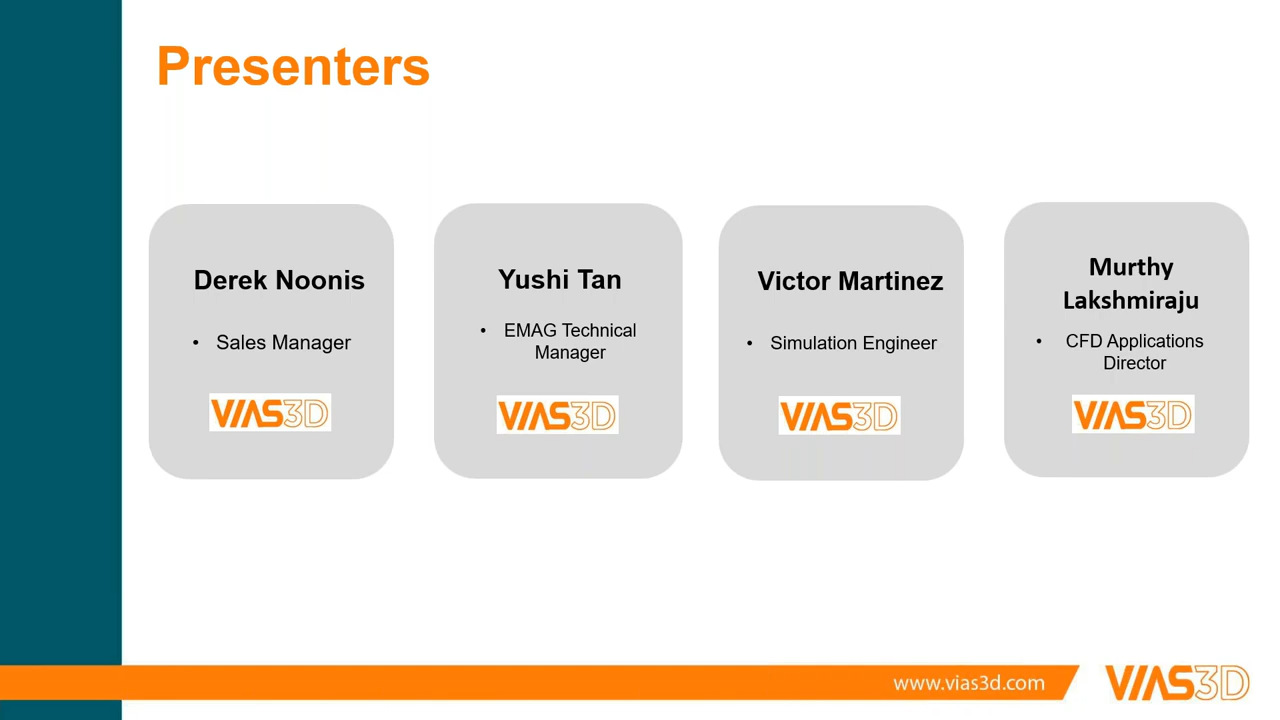 Presenters
Derek Noonis
• Sales Manager
VIAS3D
Yushi Tan
• EMAG Technical
Manager
VIAS3D
Victor Martinez
• Simulation Engineer
VIAS3D
Murthy
Lakshmiraju
• CFD Applications
Director
VIAS3D
www.vias3d.com
VIAS3D